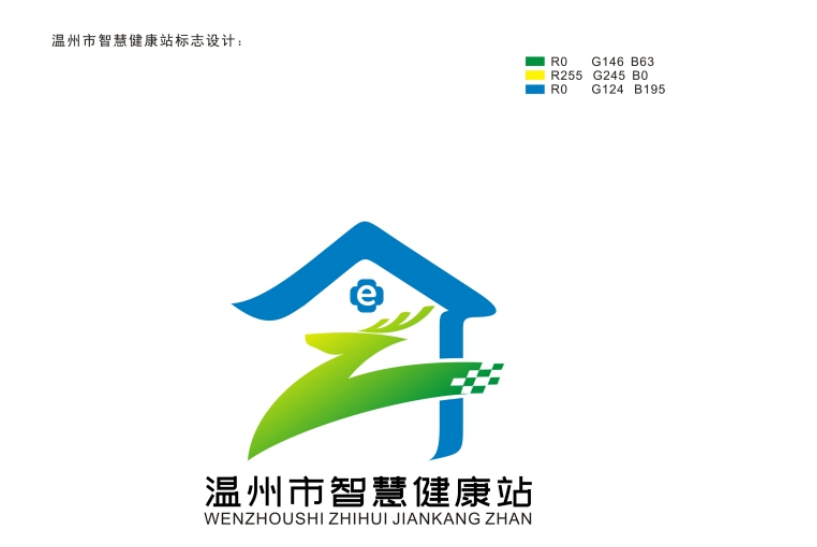 温州市智慧健康站标志设计：
R0 G146 B63
R255 G245 B0
R0 G124 B195
e
温州市智慧健康站
WENZHOUSHI ZHIHUI JIANKANG ZHAN